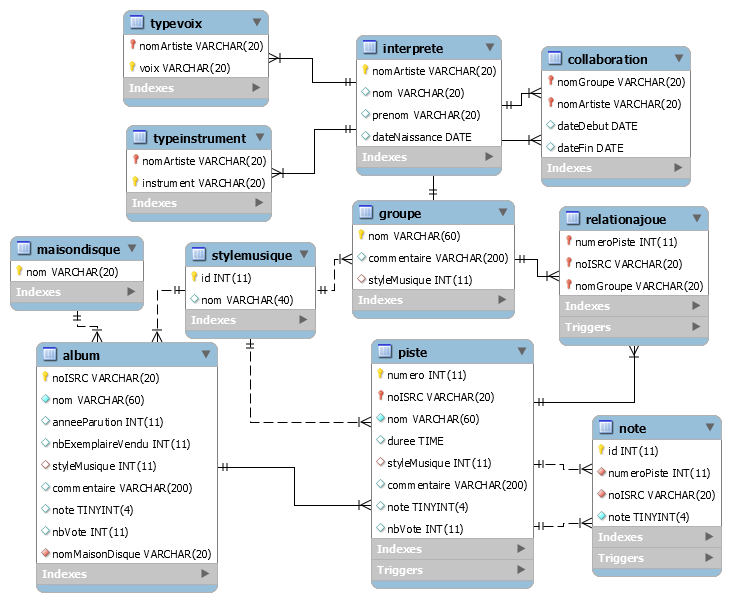 typevoix
nomArtiste VARCHAR(20)
voix VARCHAR(20)
Indexes
interprete
nomArtiste VARCHAR(20)
nom VARCHAR(20)
prenom VARCHAR(20)
dateNaissance DATE
Indexes
collaboration
nomGroupe VARCHAR(20)
nomArtiste VARCHAR(20)
dateDebut DATE
dateFin DATE
Indexes
typeinstrument
nomArtiste VARCHAR(20)
instrument VARCHAR(20)
Indexes
groupe
nom VARCHAR(60)
commentaire VARCHAR(200)
styleMusique INT(11)
Indexes
relationajoue
numeroPiste INT(11)
noISRC VARCHAR(20)
nomGroupe VARCHAR(20)
Indexes
Triggers
maisondisque
nom VARCHAR(20)
Indexes
stylemusique
id INT(11)
nom VARCHAR(40)
Indexes
album
noISRC VARCHAR(20)
nom VARCHAR(60)
anneeParution INT(11)
nbExemplaireVendu INT(11)
styleMusique INT(11)
commentaire VARCHAR(200)
note TINYINT(4)
nbVote INT(11)
nomMaisonDisque VARCHAR(20)
Indexes
piste
numero INT(11)
noISRC VARCHAR(20)
nom VARCHAR(60)
duree TIME
styleMusique INT(11)
commentaire VARCHAR(200)
note TINYINT(4)
nbVote INT(11)
Indexes
Triggers
note
id INT(11)
numeroPiste INT(11)
noISRC VARCHAR(20)
note TINYINT(4)
Indexes
Triggers